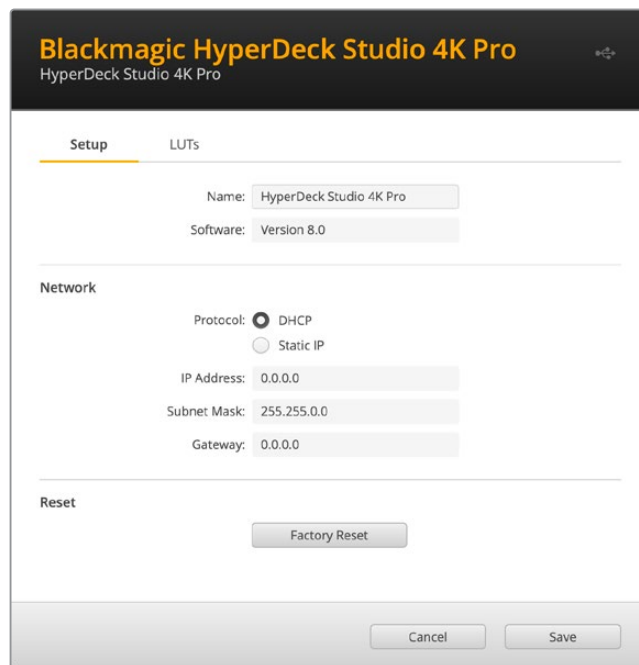 Blackmagic HyperDeck Studio 4K Pro
HyperDeck Studio 4K Pro
Setup LUTs
Name: HyperDeck Studio 4K Pro
Software: Version 8.0
Network
Protocol: DHCP
Static IP
IP Address: 0.0.0.0
Subnet Mask: 255.255.0.0
Gateway: 0.0.0.0
Reset
Factory Reset
Cancel Save